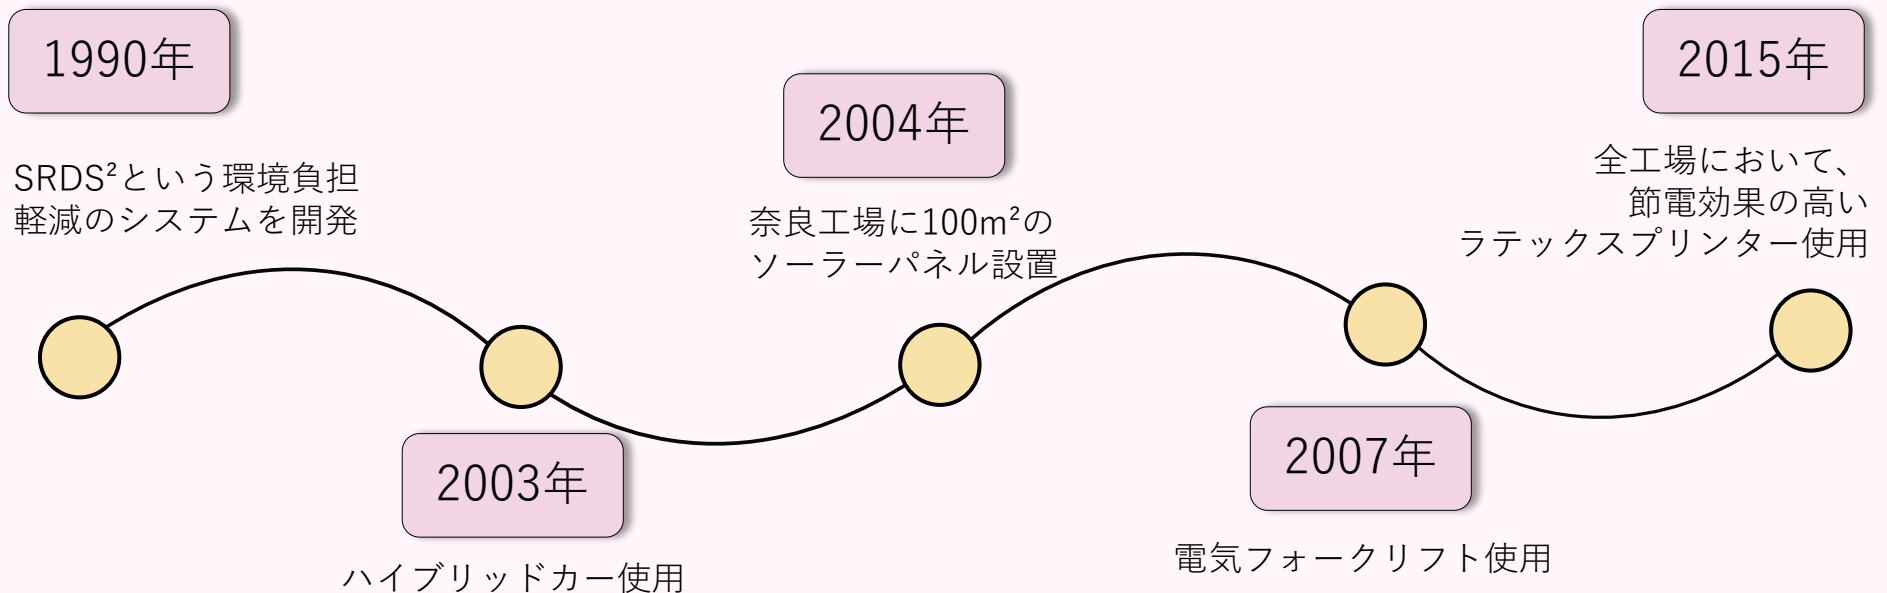 1990年
SRDS²という環境負担
軽減のシステムを開発
2003年
ハイブリッドカー使用
2004年
奈良工場に100m²の
ソーラーパネル設置
2007年
電気フォークリフト使用
2015年
全工場において、
節電効果の高い
ラテックスプリンター使用